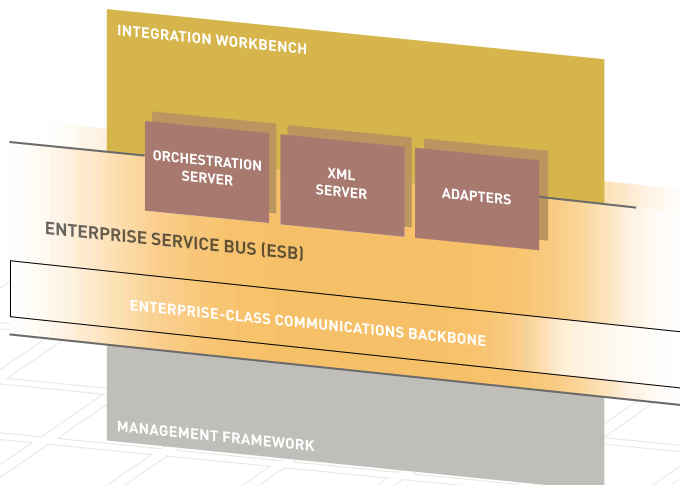 INTEGRATION WORKBENCH
ORCHESTRATION
SERVER
XML
SERVER
ADAPTERS
ENTERPRISE SERVICE BUS (ESB)
ENTERPRISE-CLASS COMMUNICATIONS BACKBONE
MANAGEMENT FRAMEWORK